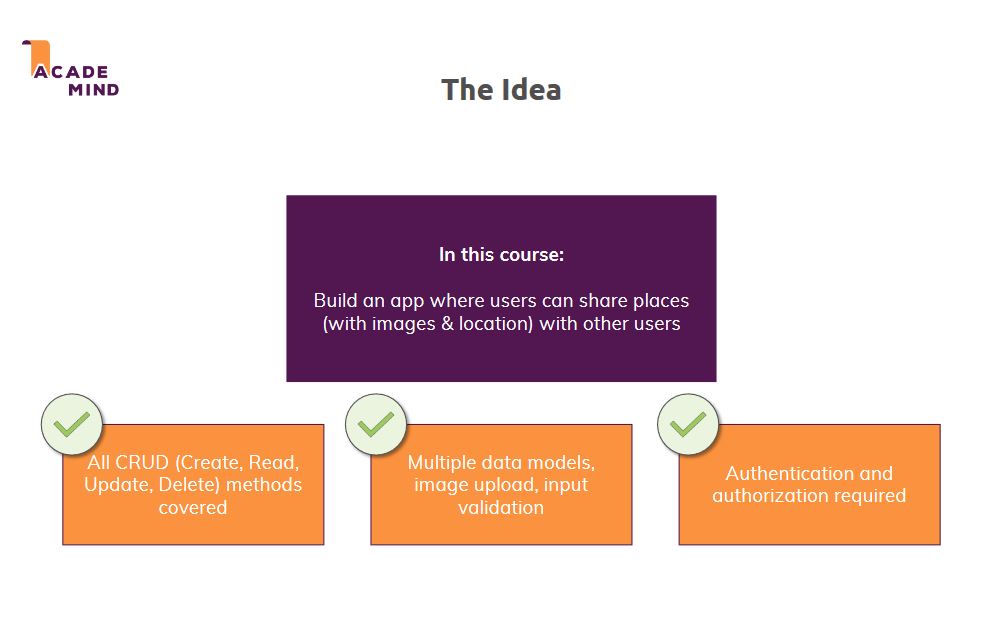 ACADE
MIND
The Idea
In this course:
Build an app where users can share places
(with images & location) with other users
All CRUD (Create, Read,
Update, Delete) methods
covered
Multiple data models,
image upload, input
validation
Authentication and
authorization required